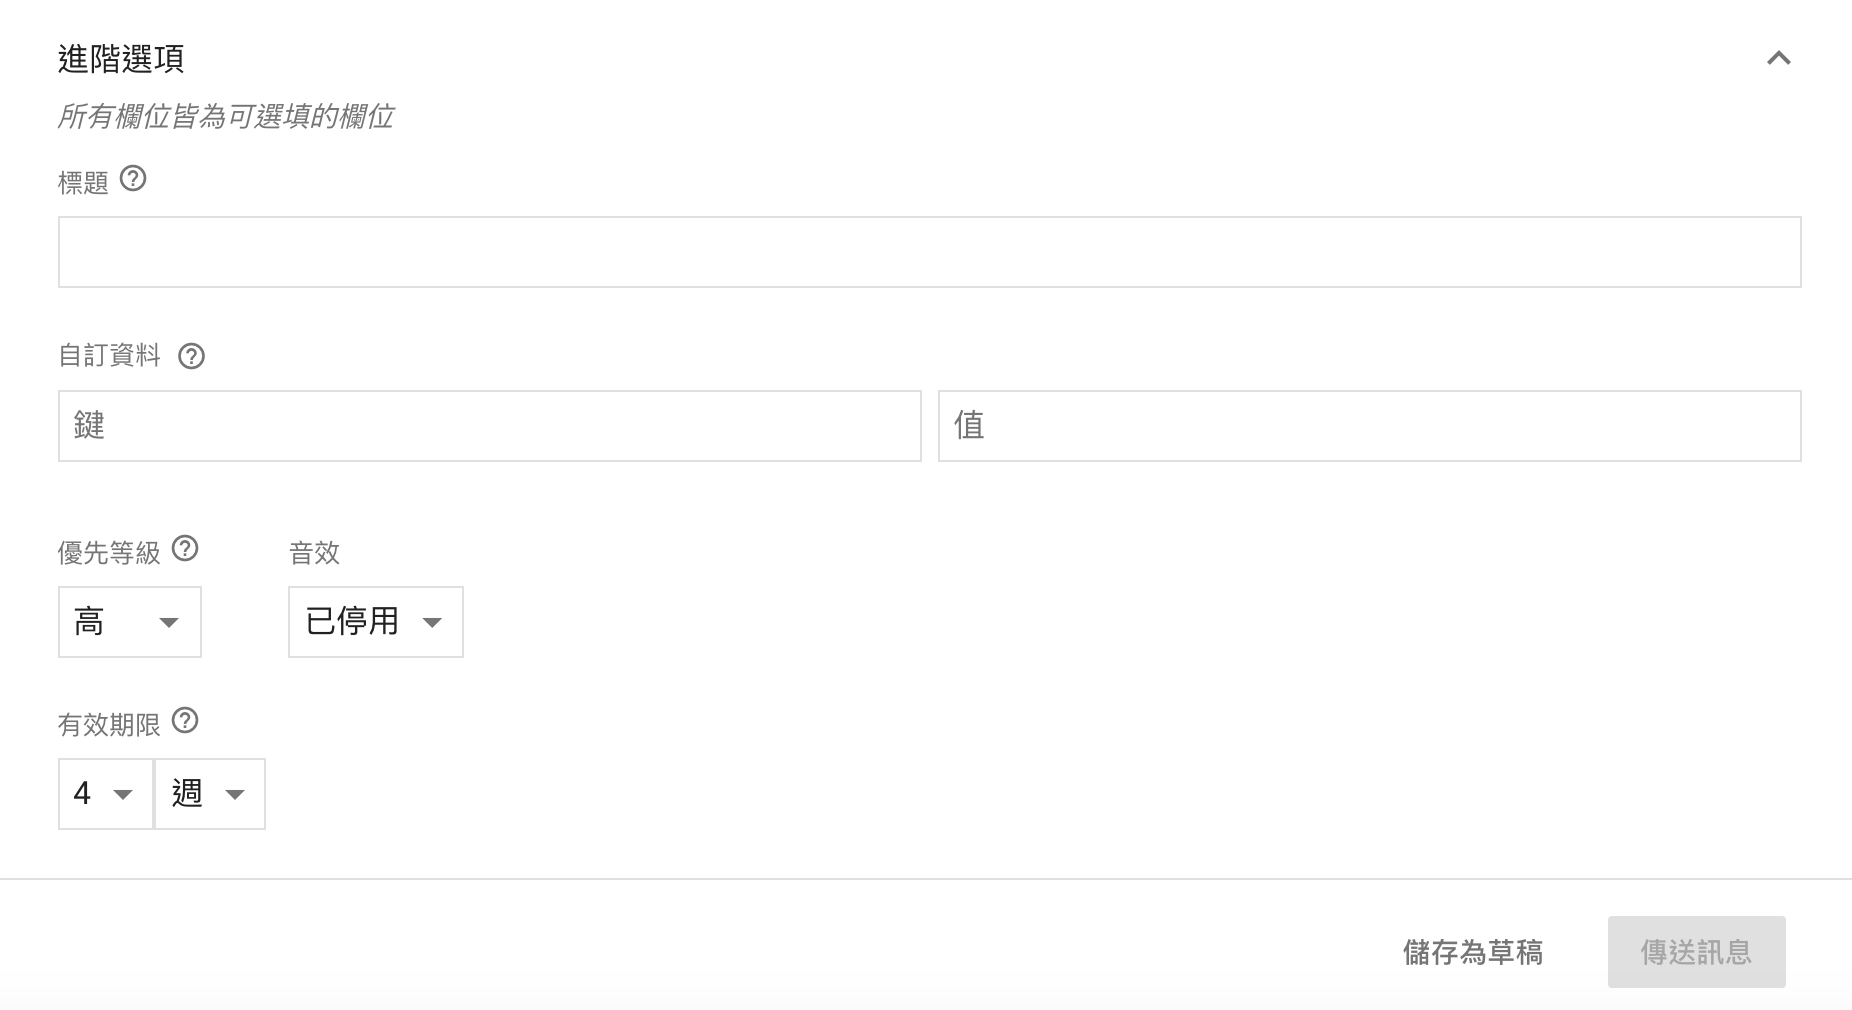 進階選項
所有欄位皆為可選填的欄位
標題
自訂資料
鍵 值
優先等級 音效
高 已停用
有效期限
4 週
儲存為草稿 傳送訊息